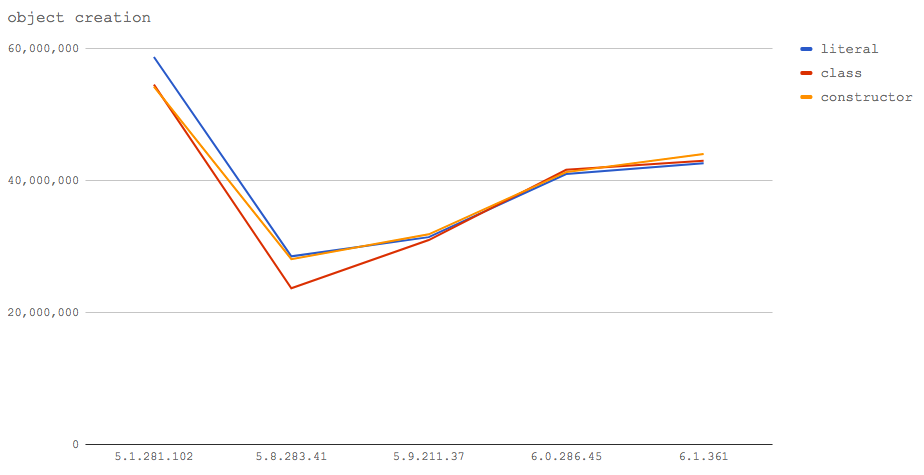 object creation
60,000,000
40,000,000
20,000,000
0
5.1.281.102 5.8.283.41 5.9.211.37 6.0.286.45 6.1.361
literal
class
constructor